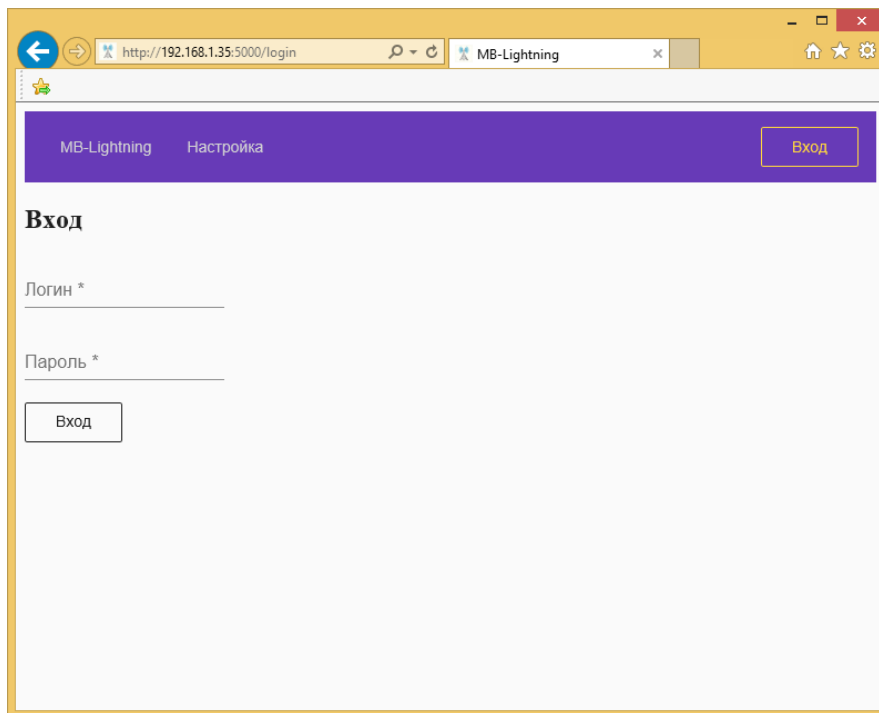 http://192.168.1.35:5000/login
MB-Lightning
MB-Lightning Настройка Вход
Вход
Логин *
Пароль *
Вход